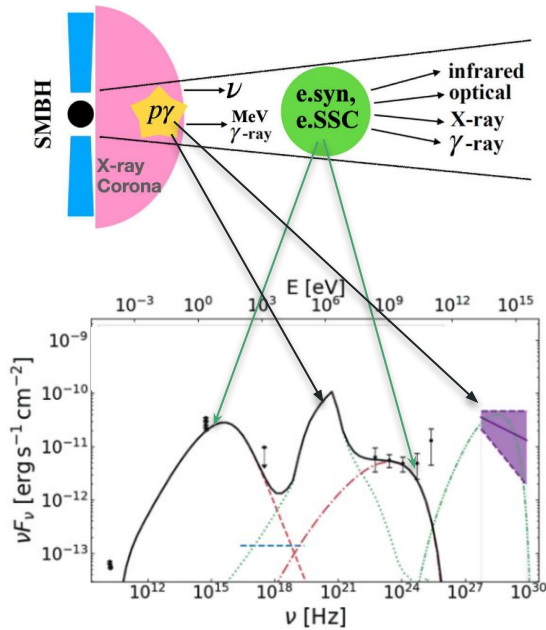 SMBH
X-ray
Corona
pγ
ν
MeV
γ-ray
e.syn,
e.SSC
infrared
optical
X-ray
γ-ray
E [eV]
10⁻³ 10⁰ 10³ 10⁶ 10⁹ 10¹² 10¹⁵
νFᵥ [erg s⁻¹ cm⁻²]
10⁻⁹
10⁻¹⁰
10⁻¹¹
10⁻¹²
10⁻¹³
10¹² 10¹⁵ 10¹⁸ 10²¹ 10²⁴ 10²⁷ 10³⁰
ν [Hz]